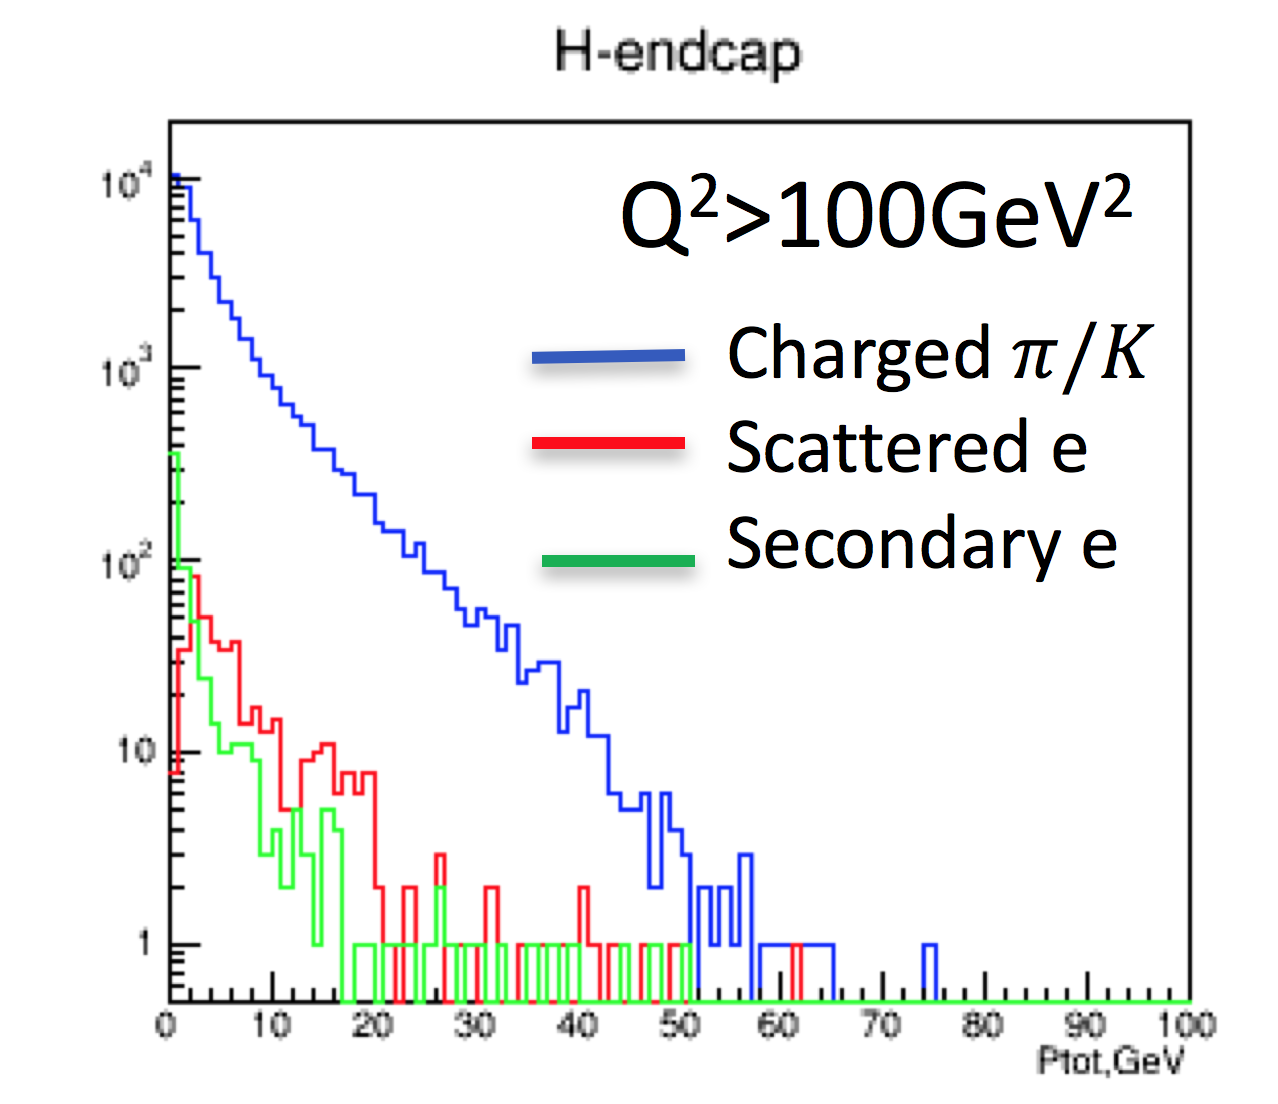 H-endcap
Q²>100GeV²
Charged π/K
Scattered e
Secondary e
10⁴
10³
10²
10
1
0 10 20 30 40 50 60 70 80 90 100
Ptot,GeV